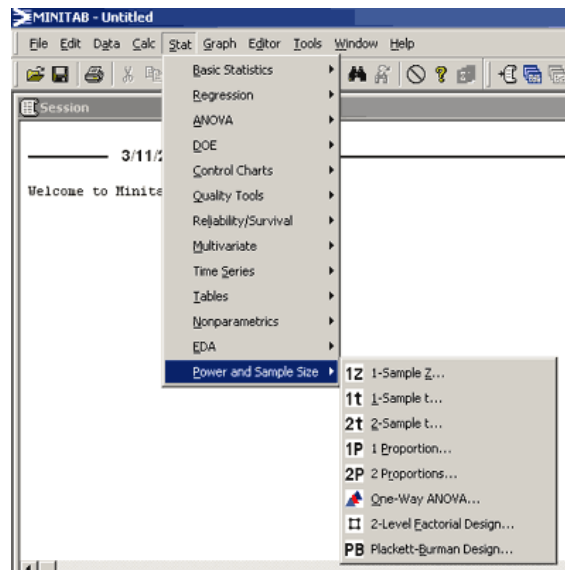 MINITAB - Untitled
File Edit Data Calc Stat Graph Editor Tools Window Help
Session
3/11/2
Welcome to Minita
Basic Statistics
Regression
ANOVA
DOE
Control Charts
Quality Tools
Reliability/Survival
Multivariate
Time Series
Tables
Nonparametrics
EDA
Power and Sample Size
1Z 1-Sample Z...
1t 1-Sample t...
2t 2-Sample t...
1P 1 Proportion...
2P 2 Proportions...
One-Way ANOVA...
2-Level Factorial Design...
PB Plackett-Burman Design...